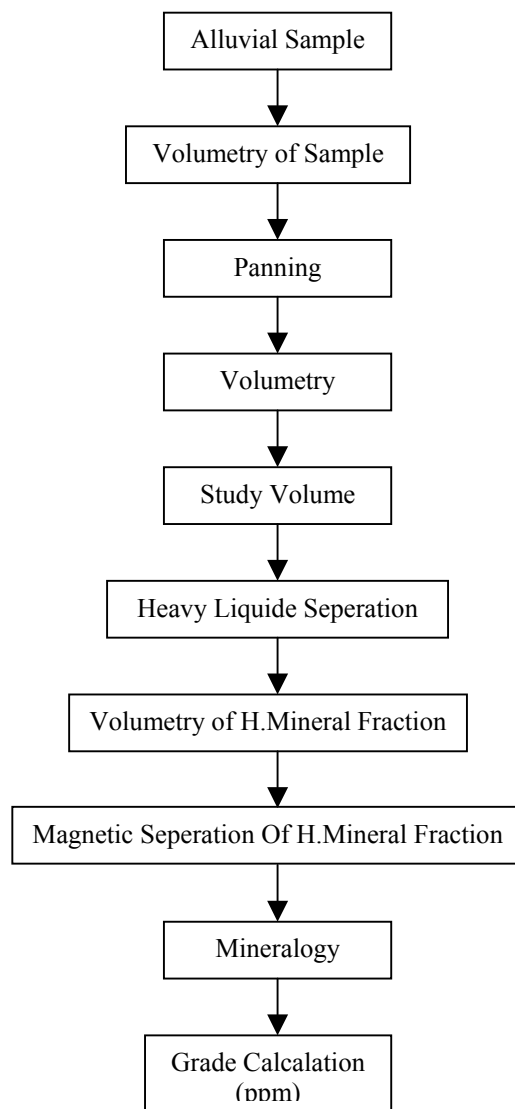 Alluvial Sample
Volumetry of Sample
Panning
Volumetry
Study Volume
Heavy Liquide Seperation
Volumetry of H.Mineral Fraction
Magnetic Seperation Of H.Mineral Fraction
Mineralogy
Grade Calcalation
(ppm)